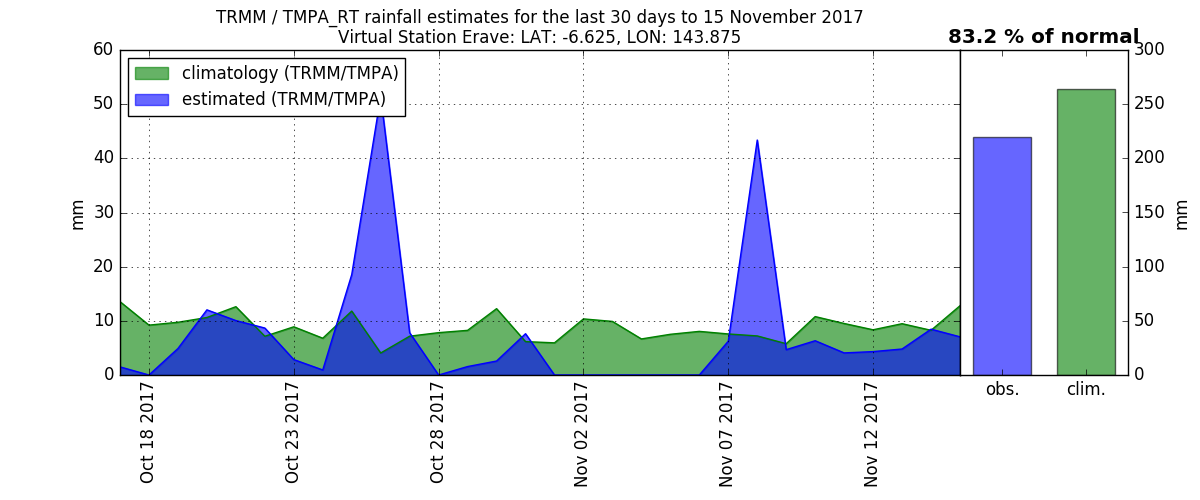 TRMM / TMPA_RT rainfall estimates for the last 30 days to 15 November 2017
Virtual Station Erave: LAT: -6.625, LON: 143.875
83.2 % of normal
climatology (TRMM/TMPA)
estimated (TRMM/TMPA)
60
50
40
30
20
10
0
mm
Oct 18 2017
Oct 23 2017
Oct 28 2017
Nov 02 2017
Nov 07 2017
Nov 12 2017
300
250
200
150
100
50
0
mm
obs.
clim.